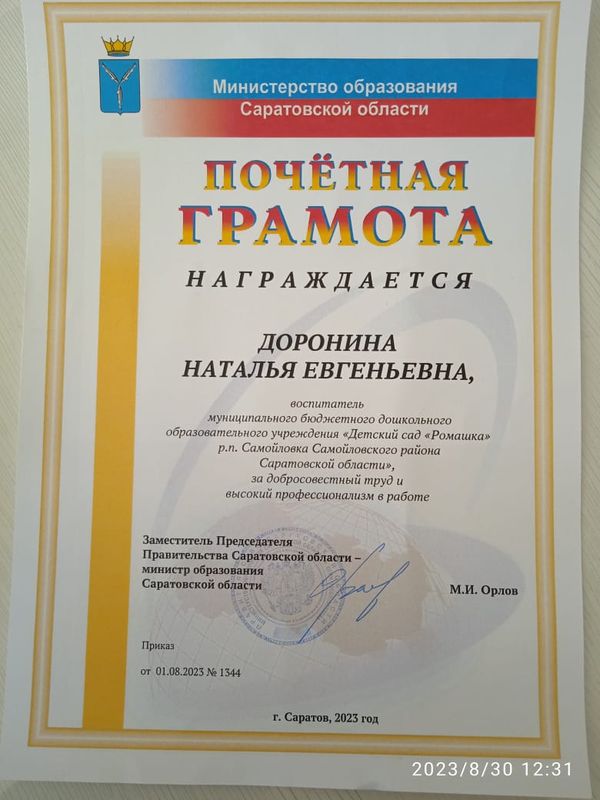 Министерство образования
Саратовской области
ПОЧЁТНАЯ
ГРАМОТА
НАГРАЖДАЕТСЯ
ДОРОНИНА
НАТАЛЬЯ ЕВГЕНЬЕВНА,
воспитатель
муниципального бюджетного дошкольного
образовательного учреждения «Детский сад «Ромашка»
р.п. Самойловка Самойловского района
Саратовской области»,
за добросовестный труд и
высокий профессионализм в работе
Заместитель Председателя
Правительства Саратовской области –
министр образования
Саратовской области
М.И. Орлов
Приказ
от 01.08.2023 № 1344
г. Саратов, 2023 год
2023/8/30 12:31